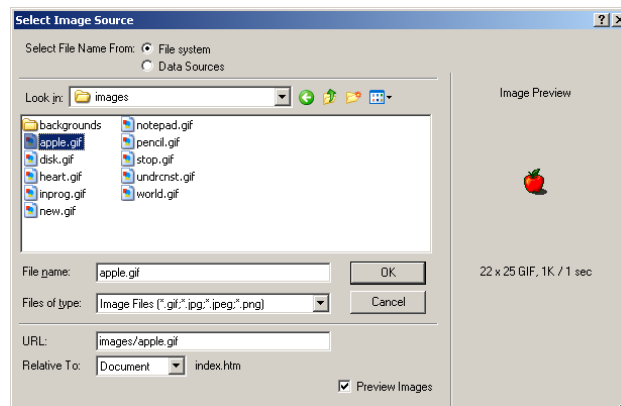 Select Image Source
Select File Name From: File system
Data Sources
Look in: images
Image Preview
backgrounds notepad.gif
apple.gif pencil.gif
disk.gif stop.gif
heart.gif undrcnst.gif
inprog.gif world.gif
new.gif
File name: apple.gif OK
22 x 25 GIF, 1K / 1 sec
Files of type: Image Files (*.gif;*.jpg;*.jpeg;*.png) Cancel
URL: images/apple.gif
Relative To: Document index.htm
Preview Images